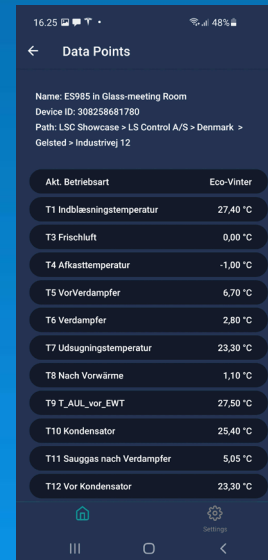 16.25
48%
Data Points
Name: ES985 in Glass-meeting Room
Device ID: 308258681780
Path: LSC Showcase > LS Control A/S > Denmark >
Gelsted > Industrivej 12
Akt. Betriebsart Eco-Vinter
T1 Indblæsningstemperatur 27,40 °C
T3 Frischluft 0,00 °C
T4 Afkasttemperatur -1,00 °C
T5 VorVerdampfer 6,70 °C
T6 Verdampfer 2,80 °C
T7 Udsugningstemperatur 23,30 °C
T8 Nach Vorwärme 1,10 °C
T9 T_AUL_vor_EWT 27,50 °C
T10 Kondensator 25,40 °C
T11 Sauggas nach Verdampfer 5,05 °C
T12 Vor Kondensator 23,30 °C
Settings